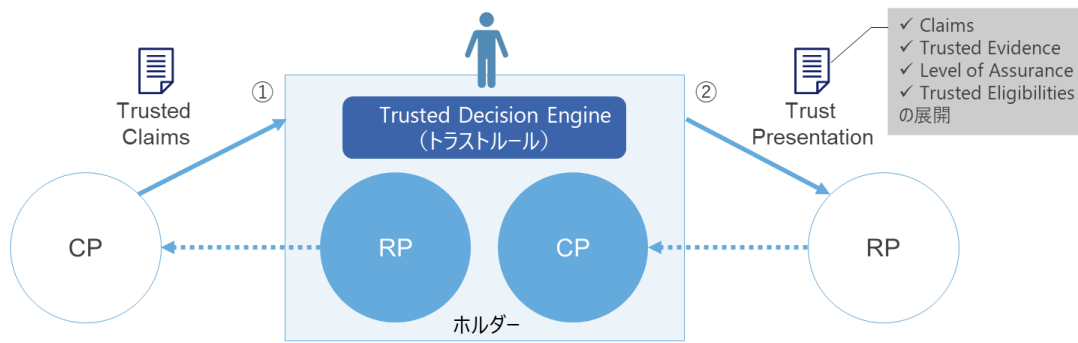 Trusted
Claims
①
Trusted Decision Engine
（トラストルール）
②
Trust
Presentation
✓ Claims
✓ Trusted Evidence
✓ Level of Assurance
✓ Trusted Eligibilities
の展開
CP
RP
CP
RP
ホルダー